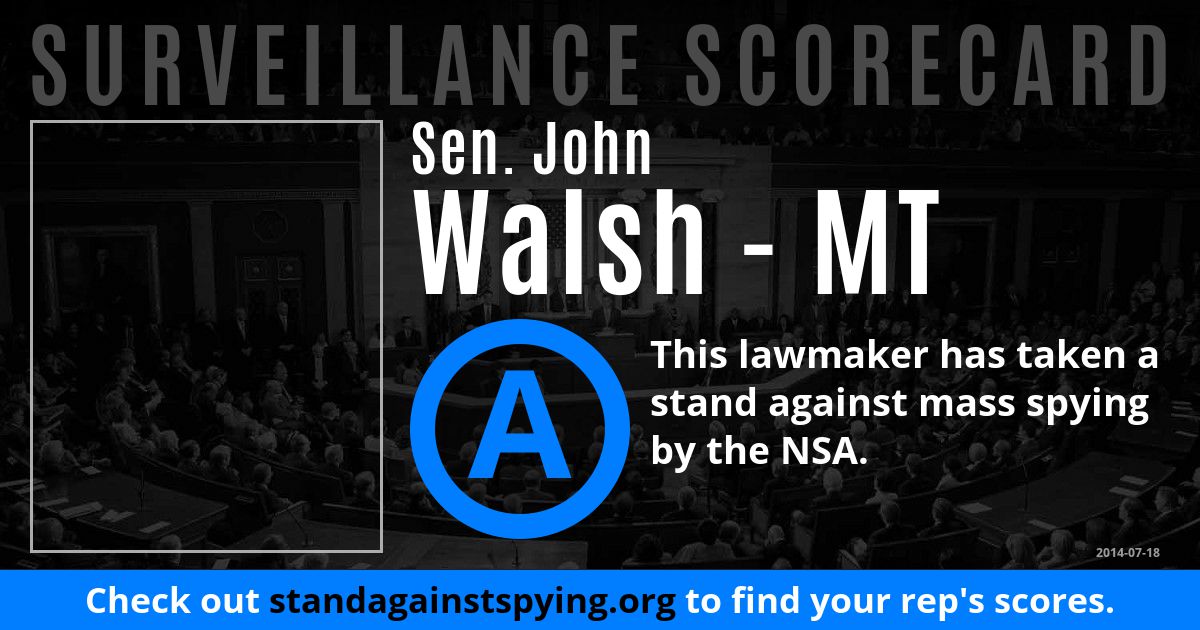 SURVEILLANCE SCORECARD
Sen. John
Walsh - MT
A
This lawmaker has taken a
stand against mass spying
by the NSA.
2014-07-18
Check out standagainstspying.org to find your rep's scores.